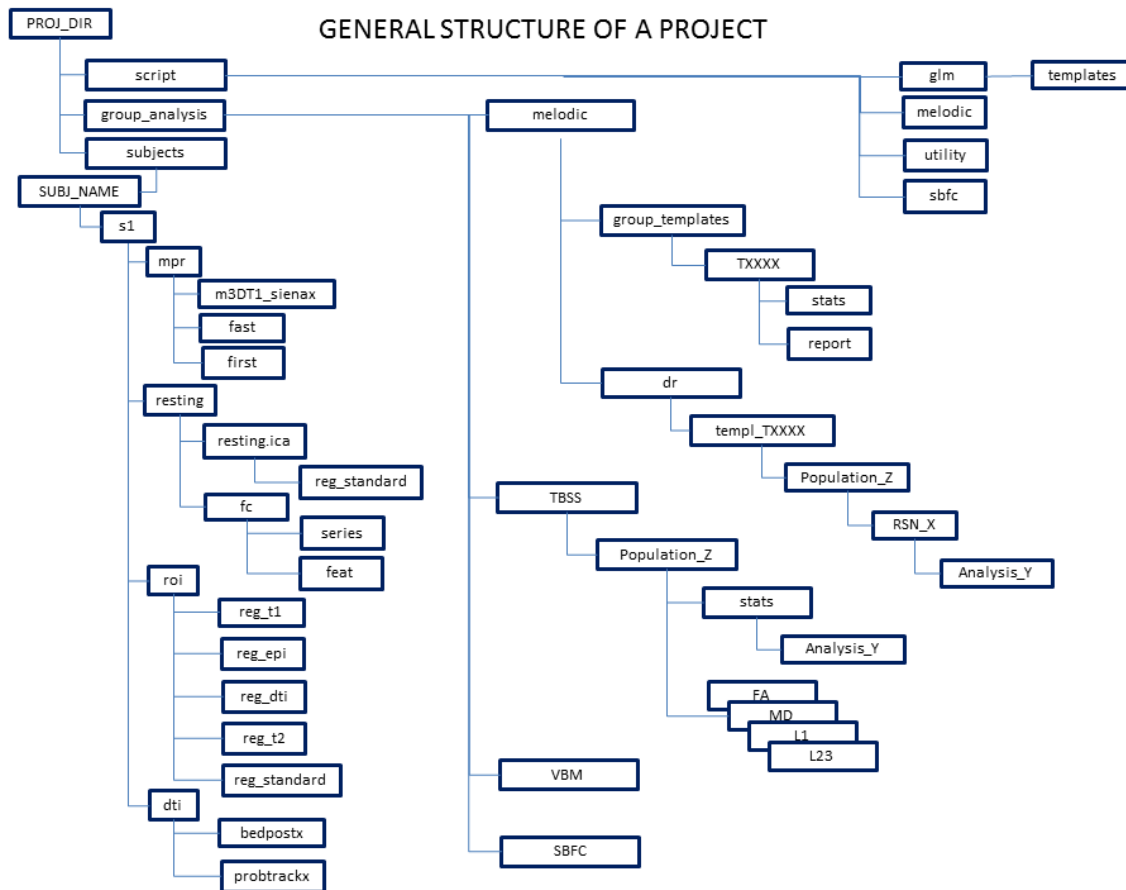 GENERAL STRUCTURE OF A PROJECT
PROJ_DIR
script
group_analysis
subjects
SUBJ_NAME
s1
mpr
m3DT1_sienax
fast
first
resting
resting.ica
reg_standard
fc
series
feat
roi
reg_t1
reg_epi
reg_dti
reg_t2
reg_standard
dti
bedpostx
probtrackx
melodic
group_templates
TXXXX
stats
report
dr
templ_TXXXX
Population_Z
RSN_X
Analysis_Y
TBSS
Population_Z
stats
Analysis_Y
FA
MD
L1
L23
VBM
SBFC
glm
templates
melodic
utility
sbfc